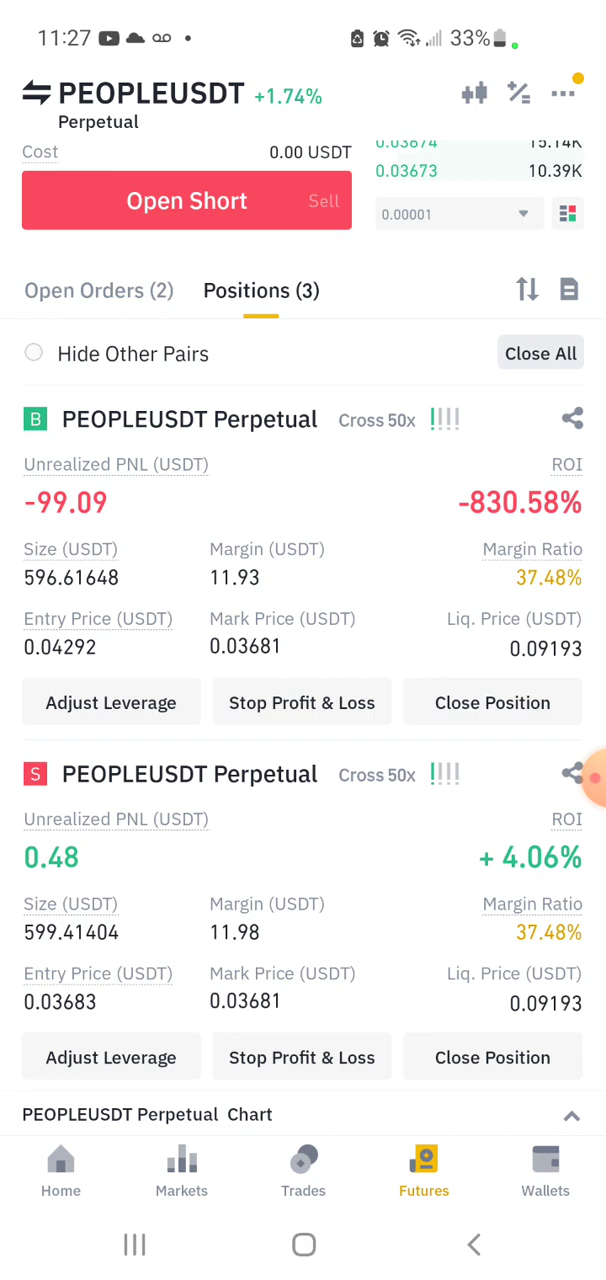 11:27 33%
PEOPLEUSDT +1.74%
Perpetual
Cost 0.00 USDT 0.03674 15.14K
Open Short Sell 0.03673 10.39K
0.00001
Open Orders (2) Positions (3)
Hide Other Pairs Close All
B PEOPLEUSDT Perpetual Cross 50x
Unrealized PNL (USDT) ROI
-99.09 -830.58%
Size (USDT) Margin (USDT) Margin Ratio
596.61648 11.93 37.48%
Entry Price (USDT) Mark Price (USDT) Liq. Price (USDT)
0.04292 0.03681 0.09193
Adjust Leverage Stop Profit & Loss Close Position
S PEOPLEUSDT Perpetual Cross 50x
Unrealized PNL (USDT) ROI
0.48 + 4.06%
Size (USDT) Margin (USDT) Margin Ratio
599.41404 11.98 37.48%
Entry Price (USDT) Mark Price (USDT) Liq. Price (USDT)
0.03683 0.03681 0.09193
Adjust Leverage Stop Profit & Loss Close Position
PEOPLEUSDT Perpetual Chart
Home Markets Trades Futures Wallets